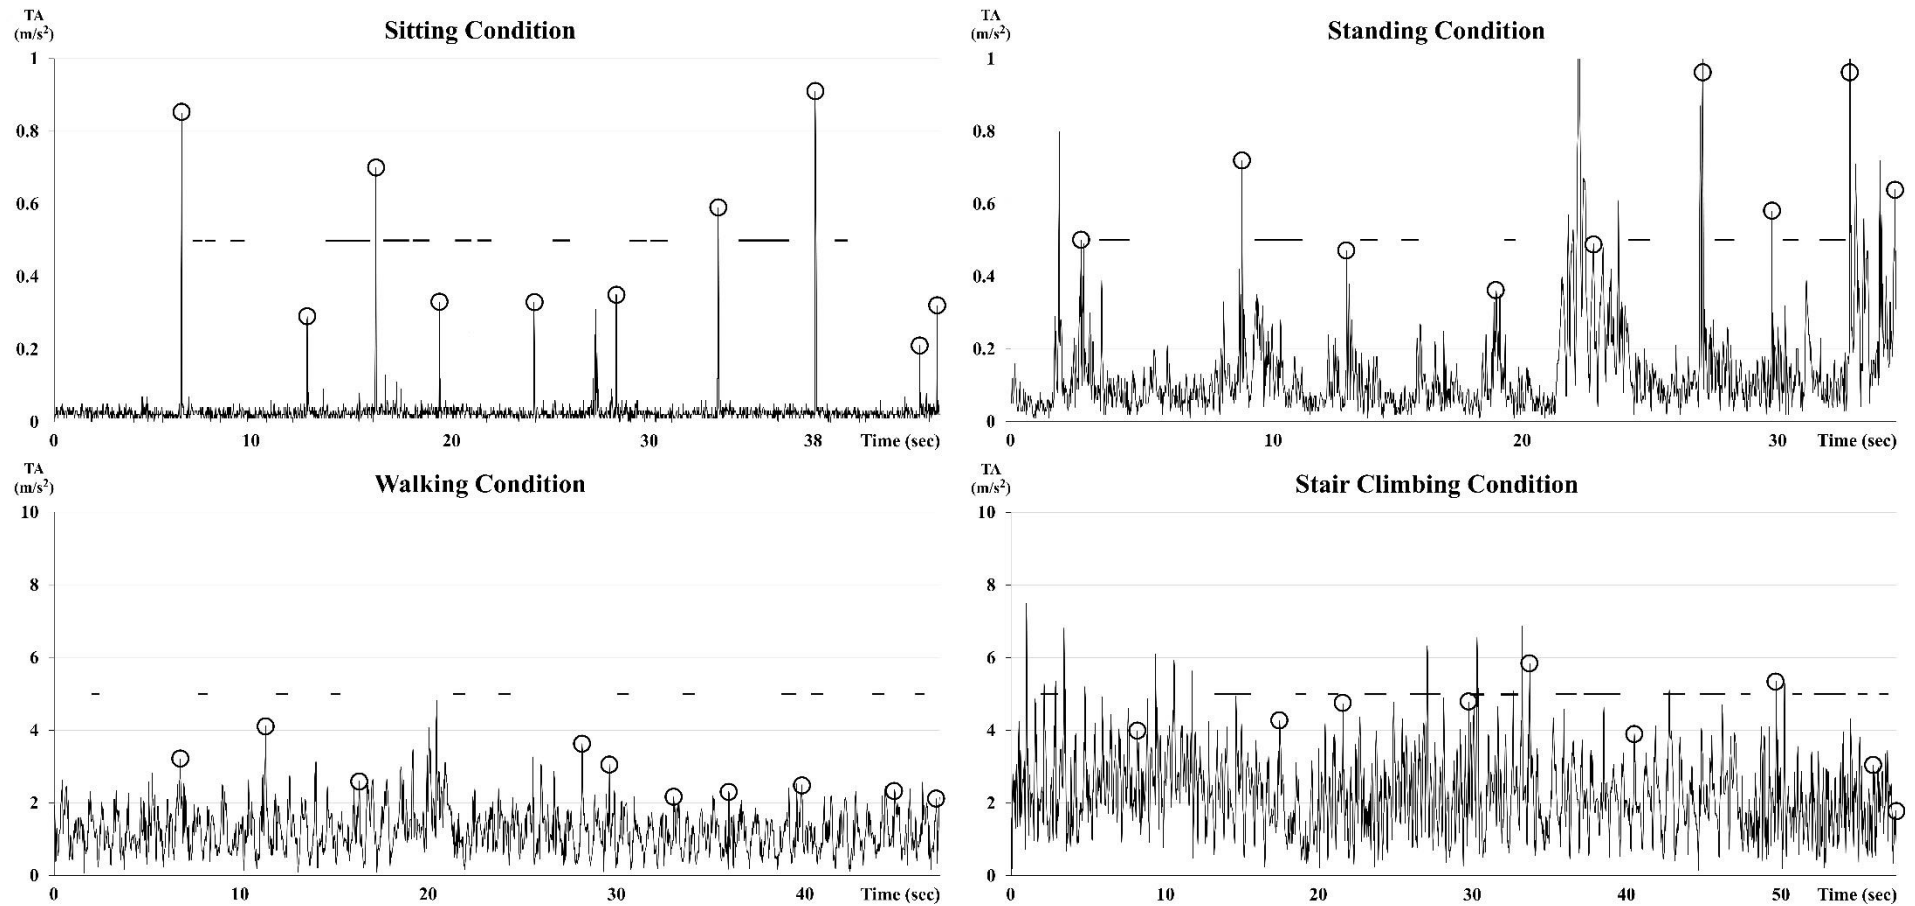 TA
(m/s²)
Sitting Condition
1
0.8
0.6
0.4
0.2
0
0 10 20 30 38 Time (sec)
TA
(m/s²)
Standing Condition
1
0.8
0.6
0.4
0.2
0
0 10 20 30 Time (sec)
TA
(m/s²)
Walking Condition
10
8
6
4
2
0
0 10 20 30 40 Time (sec)
TA
(m/s²)
Stair Climbing Condition
10
8
6
4
2
0
0 10 20 30 40 50 Time (sec)